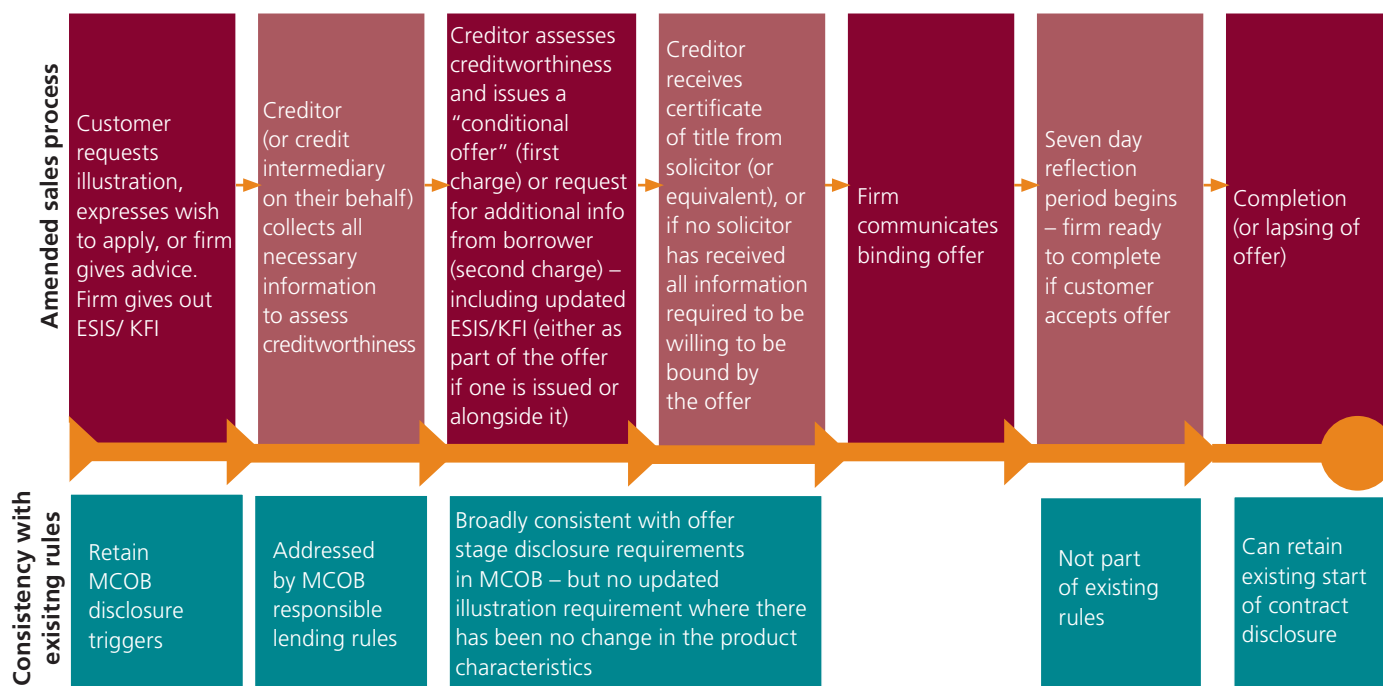 Amended sales process
Customer
requests
illustration,
expresses wish
to apply, or firm
gives advice.
Firm gives out
ESIS/ KFI
Creditor
(or credit
intermediary
on their behalf)
collects all
necessary
information
to assess
creditworthiness
Creditor assesses
creditworthiness
and issues a
“conditional
offer” (first
charge) or request
for additional info
from borrower
(second charge) –
including updated
ESIS/KFI (either as
part of the offer
if one is issued or
alongside it)
Creditor
receives
certificate
of title from
solicitor (or
equivalent), or
if no solicitor
has received
all information
required to be
willing to be
bound by
the offer
Firm
communicates
binding offer
Seven day
reflection
period begins
– firm ready
to complete
if customer
accepts offer
Completion
(or lapsing of
offer)
Consistency with
exisitng rules
Retain
MCOB
disclosure
triggers
Addressed
by MCOB
responsible
lending rules
Broadly consistent with offer
stage disclosure requirements
in MCOB – but no updated
illustration requirement where there
has been no change in the product
characteristics
Not part
of existing
rules
Can retain
existing start
of contract
disclosure